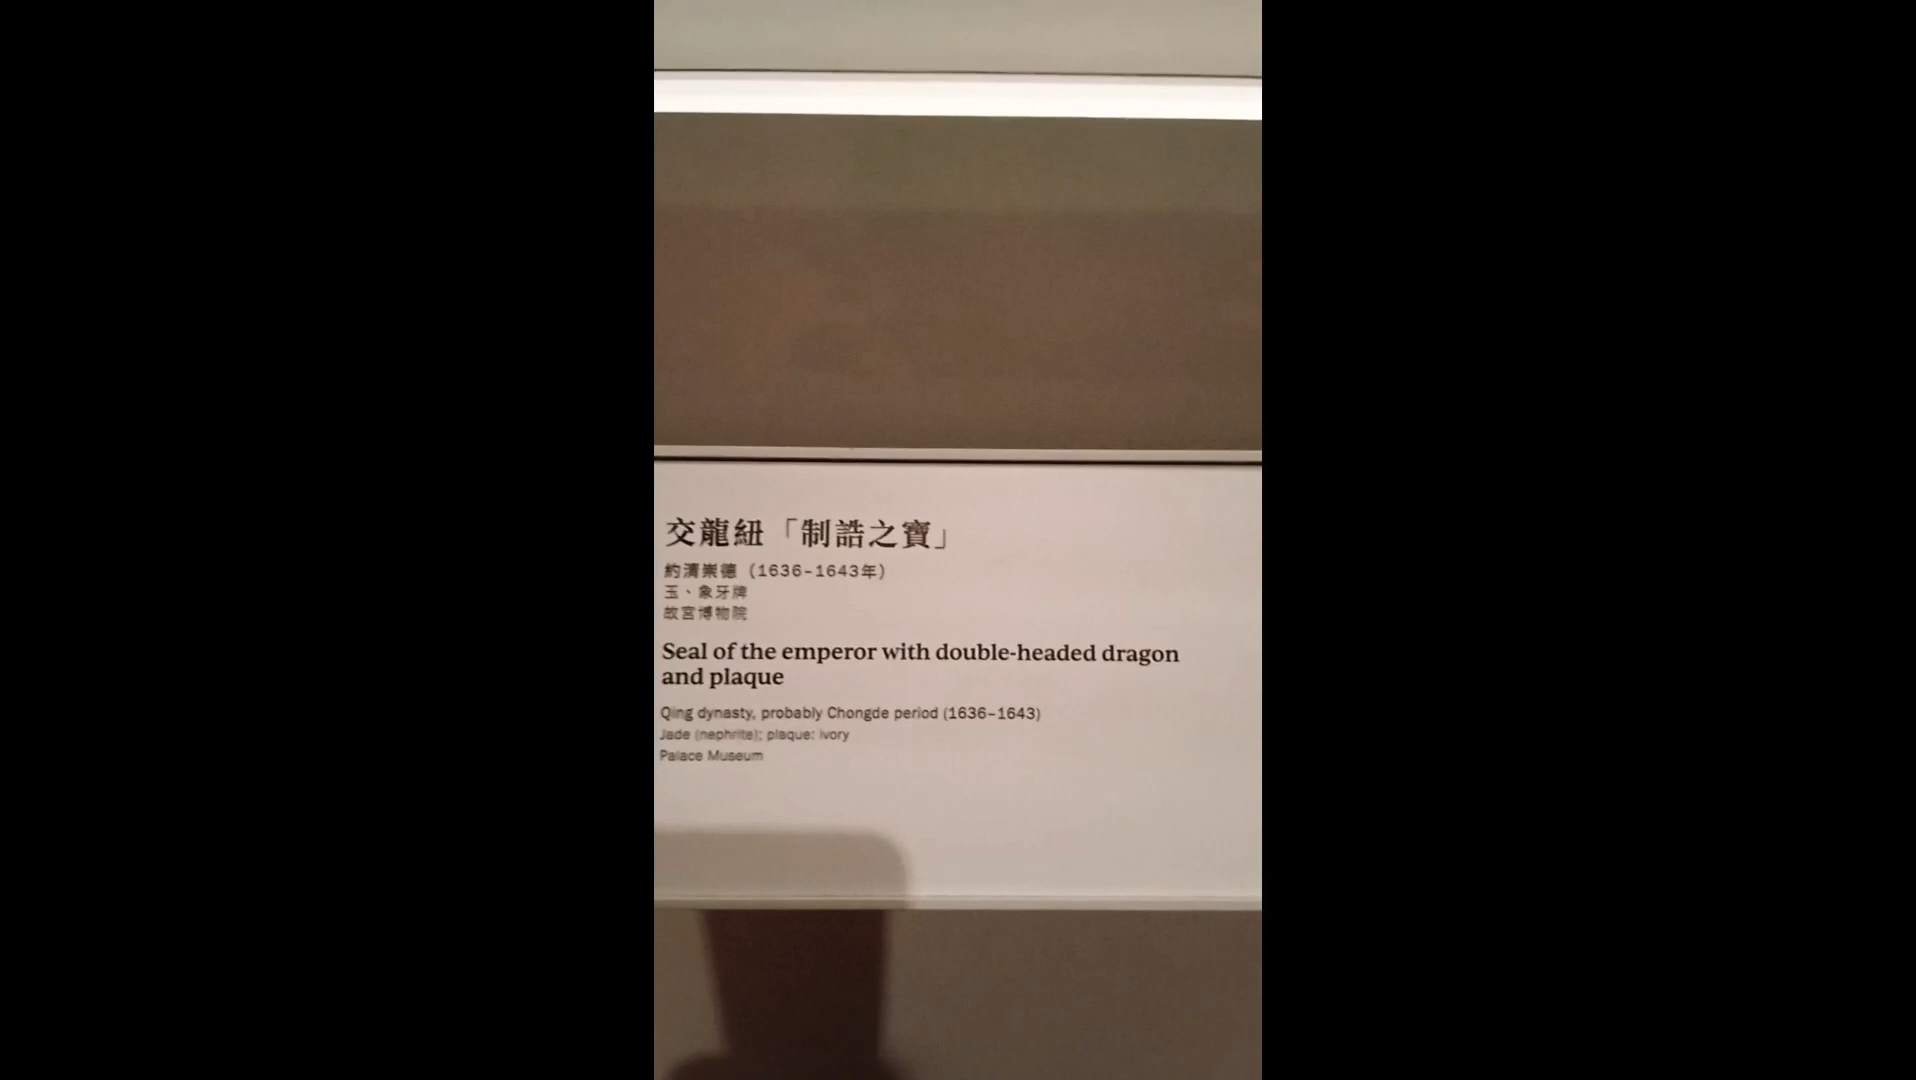 交龍紐「制誥之寶」
約清崇德（1636-1643年）
玉、象牙牌
故宮博物院
Seal of the emperor with double-headed dragon
and plaque
Qing dynasty, probably Chongde period (1636–1643)
Jade (nephrite); plaque: ivory
Palace Museum